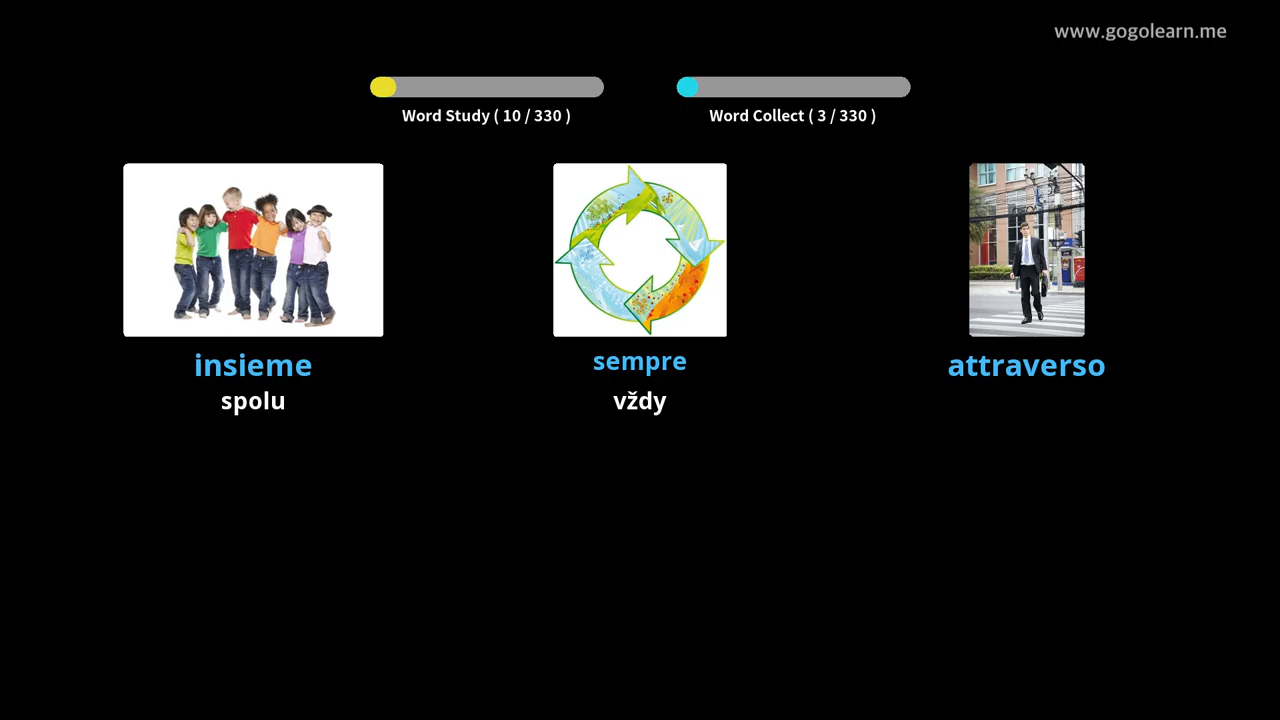 www.gogolearn.me
Word Study ( 10 / 330 )
Word Collect ( 3 / 330 )
insieme
sempre
attraverso
spolu
vždy